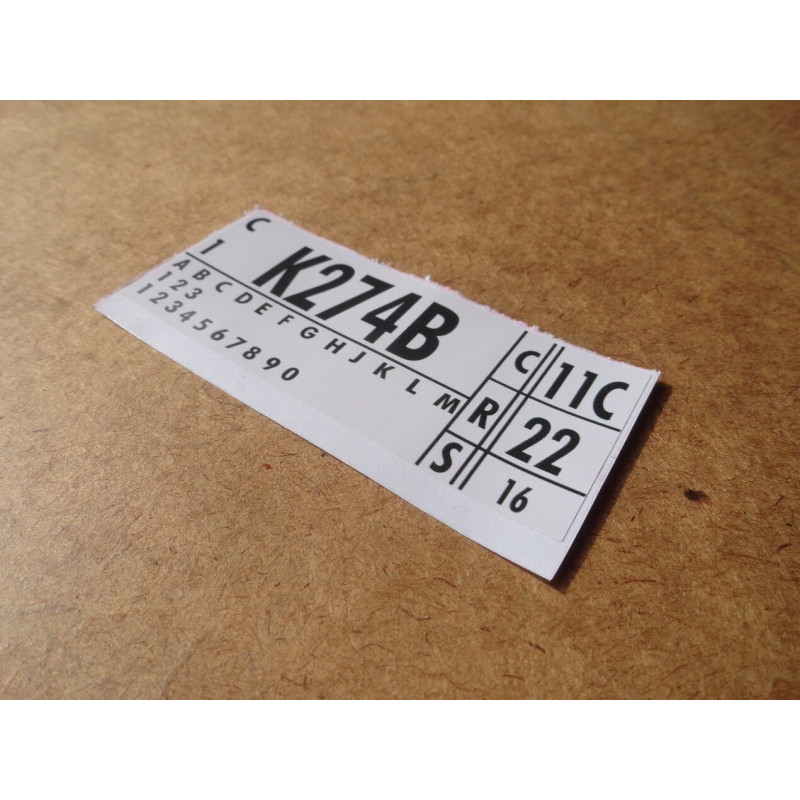 C
1 K274B
A B C D E F G H J K L M
1 2 3
1 2 3 4 5 6 7 8 9 0
C 11C
R 22
S 16